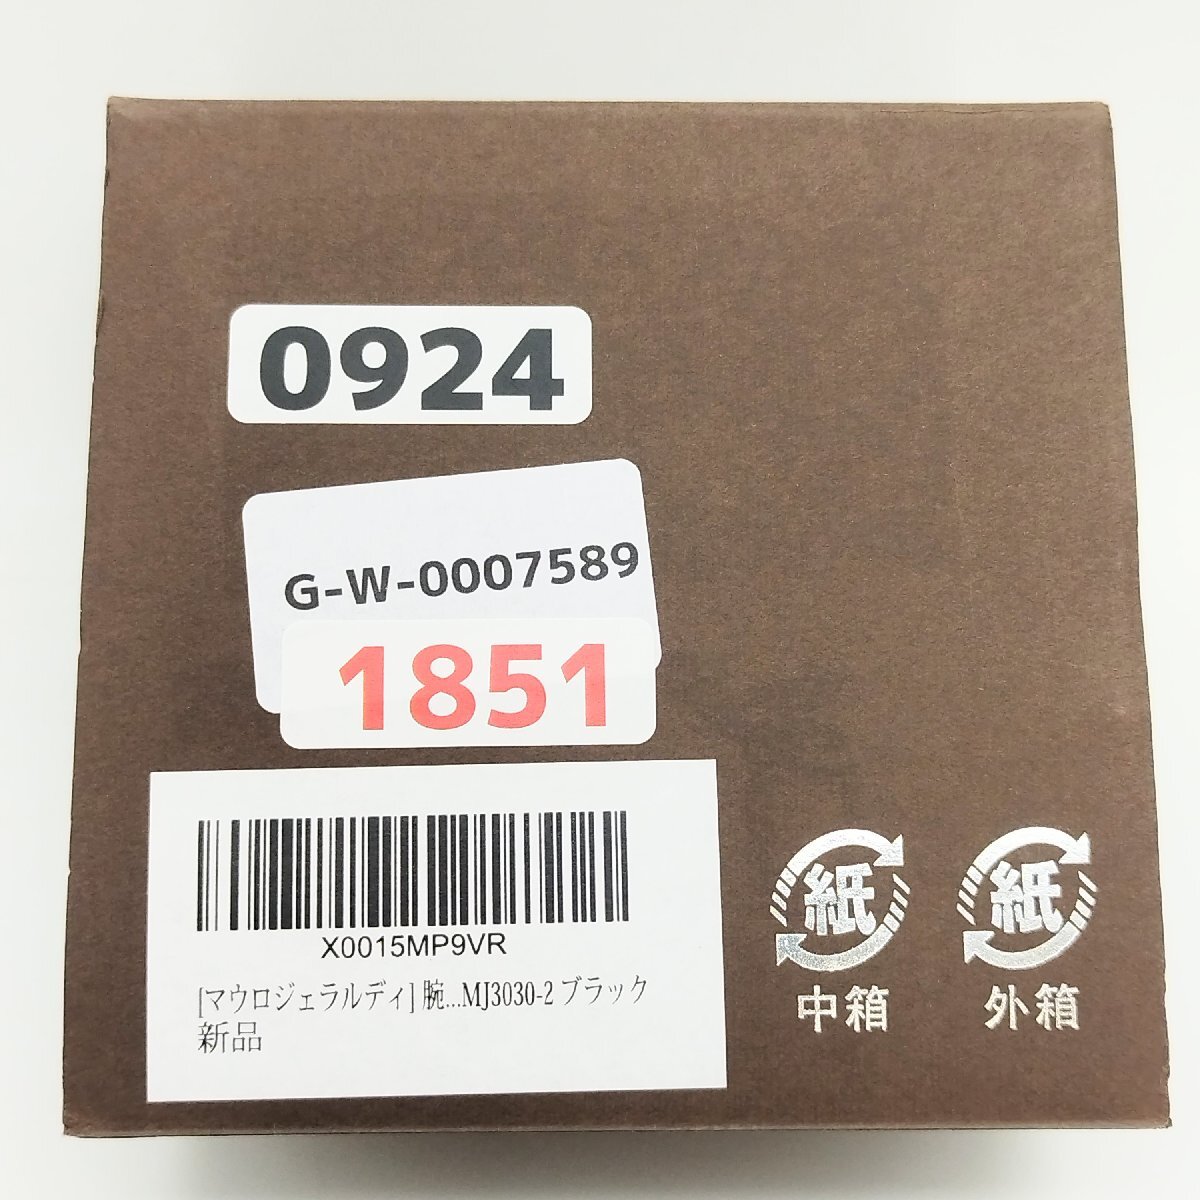 0924
G-W-0007589
1851
X0015MP9VR
[マウロジェラルディ] 腕...MJ3030-2 ブラック
新品
紙 紙
中箱 外箱